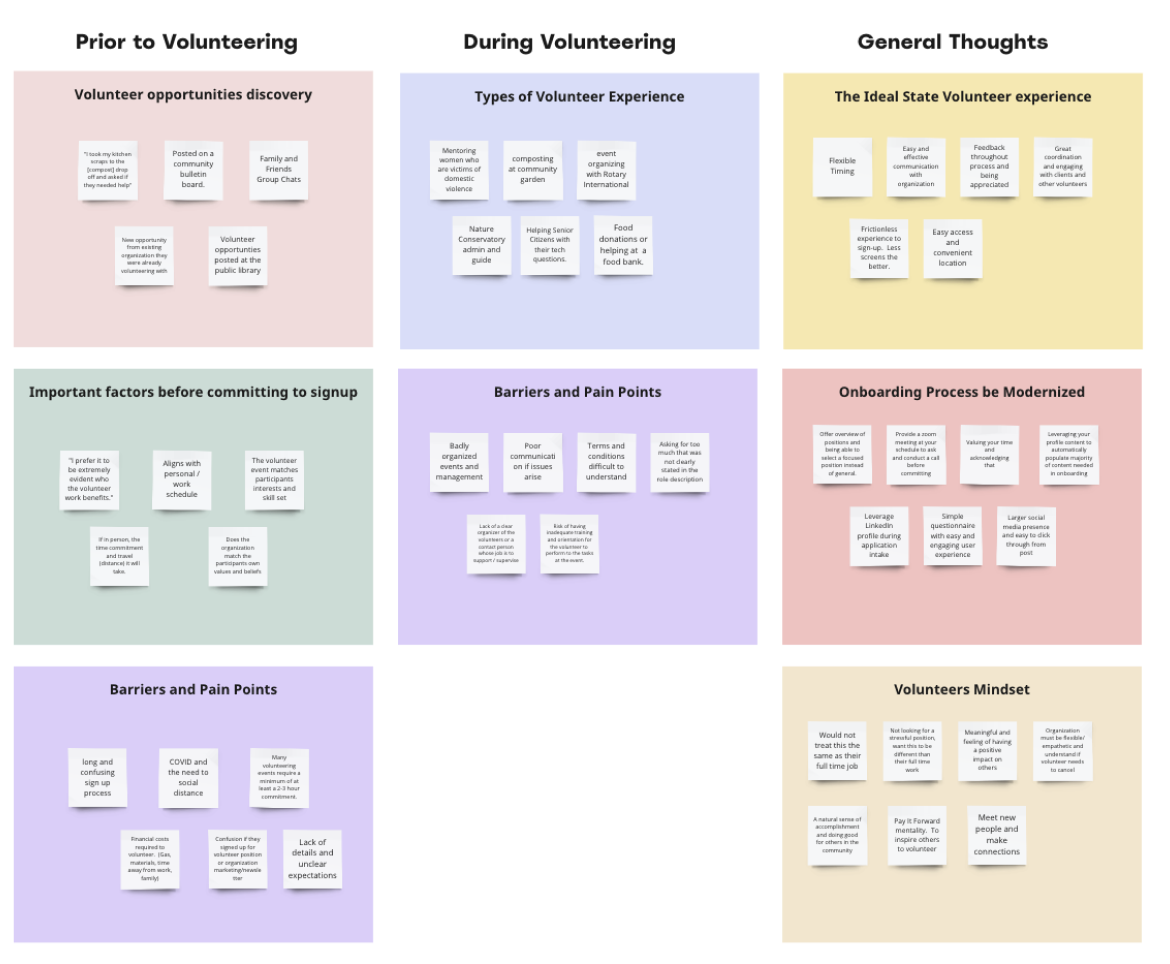 Prior to Volunteering
Volunteer opportunities discovery
"I took my kitchen
scraps to the
[compost] drop
off and asked if
they needed help"
Posted on a
community
bulletin
board.
Family and
Friends
Group Chats
New opportunity
from existing
organization they
were already
volunteering with
Volunteer
opportunties
posted at the
public library
Important factors before committing to signup
"I prefer it to
be extremely
evident who
the volunteer
work benefits."
Aligns with
personal /
work
schedule
The volunteer
event matches
participants
interests and
skill set
If in person, the
time commitment
and travel
(distance) it will
take.
Does the
organization
match the
participants own
values and beliefs
Barriers and Pain Points
long and
confusing
sign up
process
COVID and
the need to
social
distance
Many
volunteering
events require a
minimum of at
least a 2-3 hour
commitment.
Financial costs
required to
volunteer. (Gas,
materials, time
away from work,
family)
Confusion if they
signed up for
volunteer position
or organization
marketing/newsle
tter
Lack of
details and
unclear
expectations
During Volunteering
Types of Volunteer Experience
Mentoring
women who
are victims of
domestic
violence
composting
at community
garden
event
organizing
with Rotary
International
Nature
Conservatory
admin and
guide
Helping Senior
Citizens with
their tech
questions.
Food
donations or
helping at a
food bank.
Barriers and Pain Points
Badly
organized
events and
management
Poor
communicati
on if issues
arise
Terms and
conditions
difficult to
understand
Asking for too
much that was
not clearly
stated in the
role description
Lack of a clear
organizer of the
volunteers or a
contact person
whose job is to
support / supervise
Risk of having
inadequate training
and orientation for
the volunteer to
perform to the tasks
at the event.
General Thoughts
The Ideal State Volunteer experience
Flexible
Timing
Easy and
effective
communication
with
organization
Feedback
throughout
process and
being
appreciated
Great
coordination
and engaging
with clients and
other volunteers
Frictionless
experience to
sign-up. Less
screens the
better.
Easy access
and
convenient
location
Onboarding Process be Modernized
Offer overview of
positions and
being able to
select a focused
position instead
of general.
Provide a zoom
meeting at your
schedule to ask
and conduct a call
before
committing
Valuing your time
and
acknowledging
that
Leveraging your
profile content to
automatically
populate majority
of content needed
in onboarding
Leverage
LinkedIn
profile during
application
intake
Simple
questionnaire
with easy and
engaging user
experience
Larger social
media presence
and easy to click
through from
post
Volunteers Mindset
Would not
treat this the
same as their
full time job
Not looking for a
stressful position,
want this to be
different than
their full time
work
Meaningful and
feeling of having
a positive
impact on
others
Organization
must be flexible/
empathetic and
understand if
volunteer needs
to cancel
A natural sense of
accomplishment
and doing good
for others in the
community
Pay It Forward
mentality. To
inspire others
to volunteer
Meet new
people and
make
connections